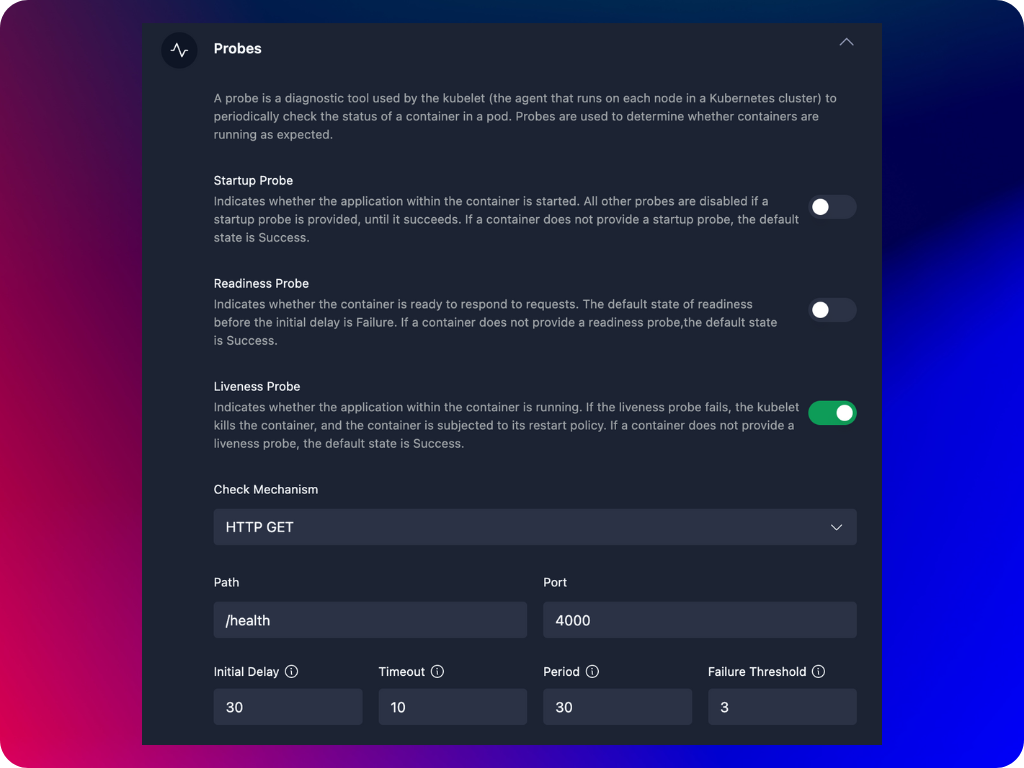 Probes
A probe is a diagnostic tool used by the kubelet (the agent that runs on each node in a Kubernetes cluster) to
periodically check the status of a container in a pod. Probes are used to determine whether containers are
running as expected.
Startup Probe
Indicates whether the application within the container is started. All other probes are disabled if a
startup probe is provided, until it succeeds. If a container does not provide a startup probe, the default
state is Success.
Readiness Probe
Indicates whether the container is ready to respond to requests. The default state of readiness
before the initial delay is Failure. If a container does not provide a readiness probe,the default state
is Success.
Liveness Probe
Indicates whether the application within the container is running. If the liveness probe fails, the kubelet
kills the container, and the container is subjected to its restart policy. If a container does not provide a
liveness probe, the default state is Success.
Check Mechanism
HTTP GET
Path Port
/health 4000
Initial Delay Timeout Period Failure Threshold
30 10 30 3